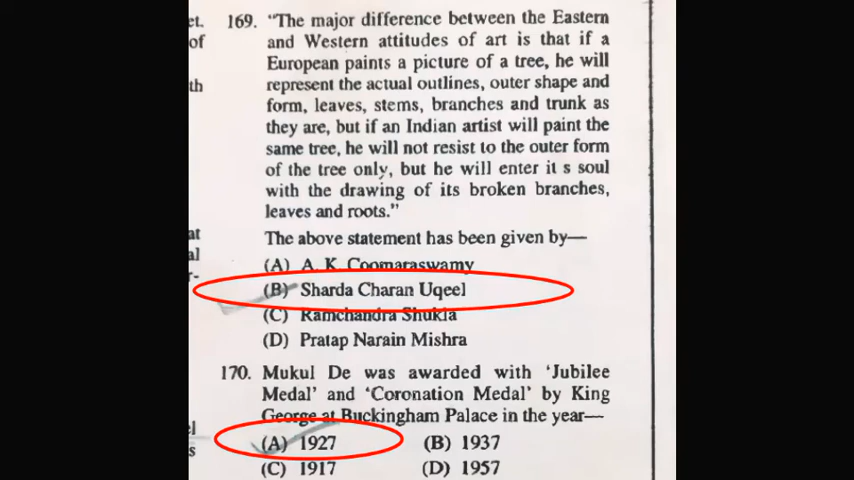 et.
of
th
at
al
r-
el
s
169. “The major difference between the Eastern
and Western attitudes of art is that if a
European paints a picture of a tree, he will
represent the actual outlines, outer shape and
form, leaves, stems, branches and trunk as
they are, but if an Indian artist will paint the
same tree, he will not resist to the outer form
of the tree only, but he will enter it s soul
with the drawing of its broken branches,
leaves and roots.”
The above statement has been given by—
(A) A. K. Coomaraswamy
(B) Sharda Charan Uqeel
(C) Ramchandra Shukla
(D) Pratap Narain Mishra
170. Mukul De was awarded with ‘Jubilee
Medal’ and ‘Coronation Medal’ by King
George at Buckingham Palace in the year—
(A) 1927 (B) 1937
(C) 1917 (D) 1957